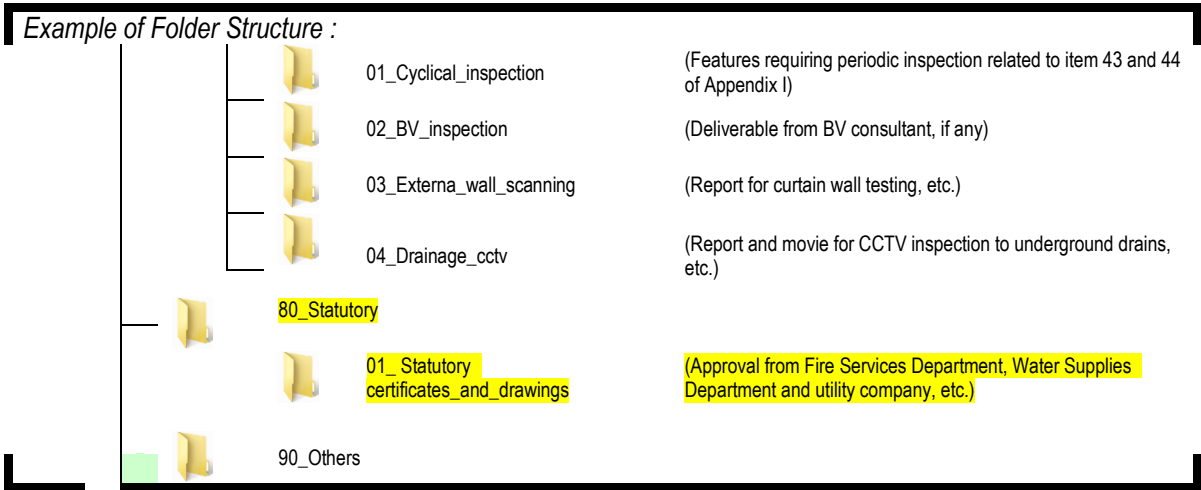 Example of Folder Structure :
01_Cyclical_inspection
(Features requiring periodic inspection related to item 43 and 44
of Appendix I)
02_BV_inspection
(Deliverable from BV consultant, if any)
03_Externa_wall_scanning
(Report for curtain wall testing, etc.)
04_Drainage_cctv
(Report and movie for CCTV inspection to underground drains,
etc.)
80_Statutory
01_ Statutory
certificates_and_drawings
(Approval from Fire Services Department, Water Supplies
Department and utility company, etc.)
90_Others